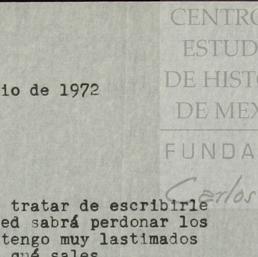 CENTRO
ESTUD
DE HISTO
DE MEX
FUNDA
Carlos
io de 1972
tratar de escribirle
ed sabrá perdonar los
tengo muy lastimados
qué sales